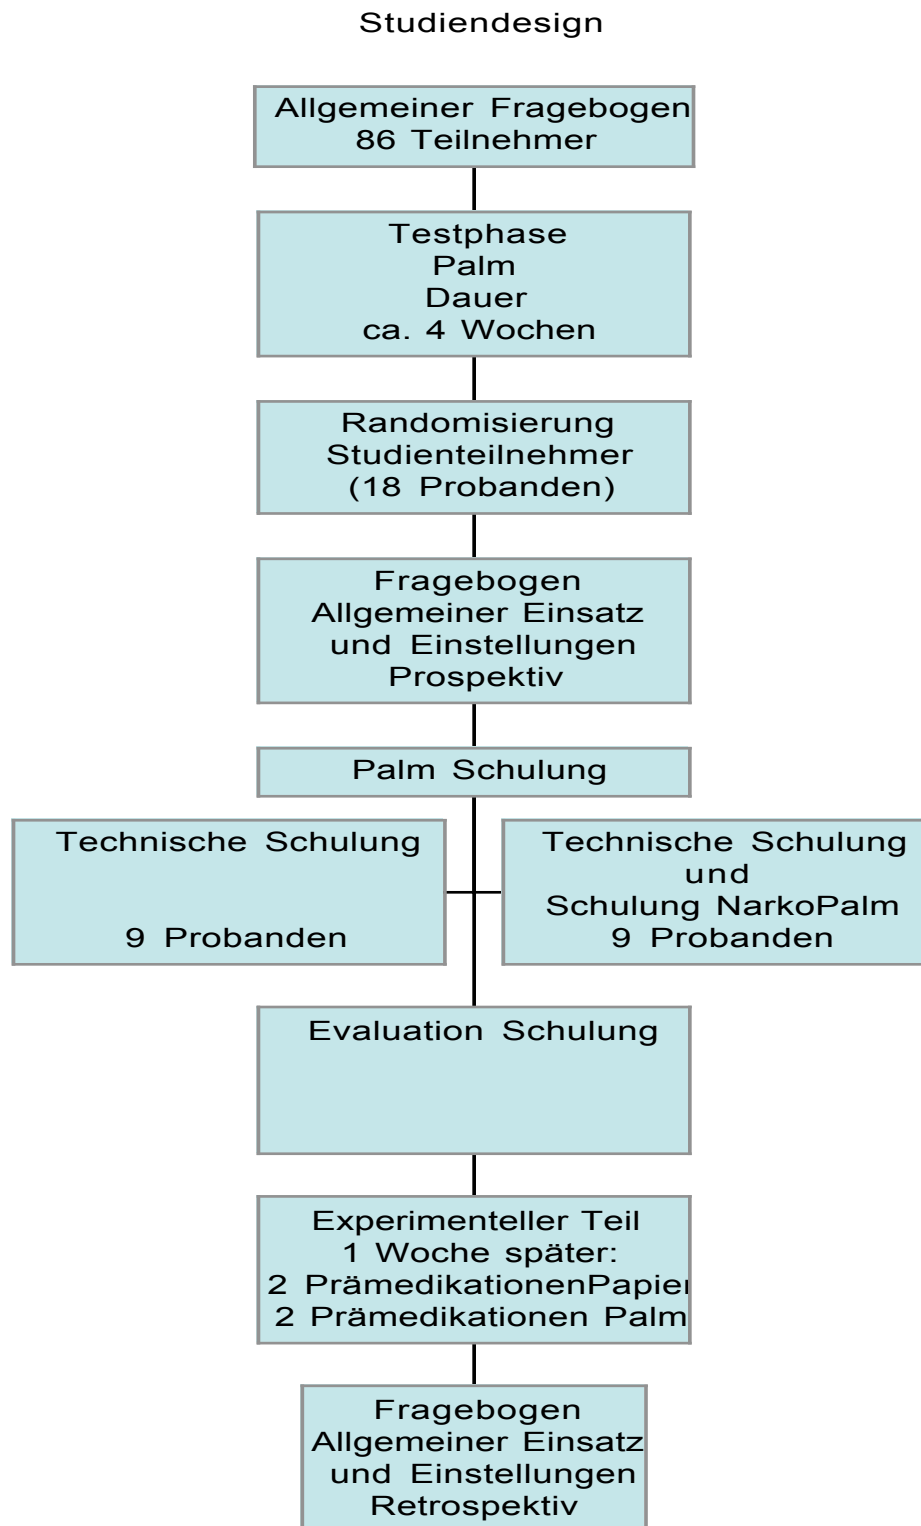 Studiendesign
Allgemeiner Fragebogen
86 Teilnehmer
Testphase
Palm
Dauer
ca. 4 Wochen
Randomisierung
Studienteilnehmer
(18 Probanden)
Fragebogen
Allgemeiner Einsatz
und Einstellungen
Prospektiv
Palm Schulung
Technische Schulung
9 Probanden
Technische Schulung
und
Schulung NarkoPalm
9 Probanden
Evaluation Schulung
Experimenteller Teil
1 Woche später:
2 PrämedikationenPapier
2 Prämedikationen Palm
Fragebogen
Allgemeiner Einsatz
und Einstellungen
Retrospektiv